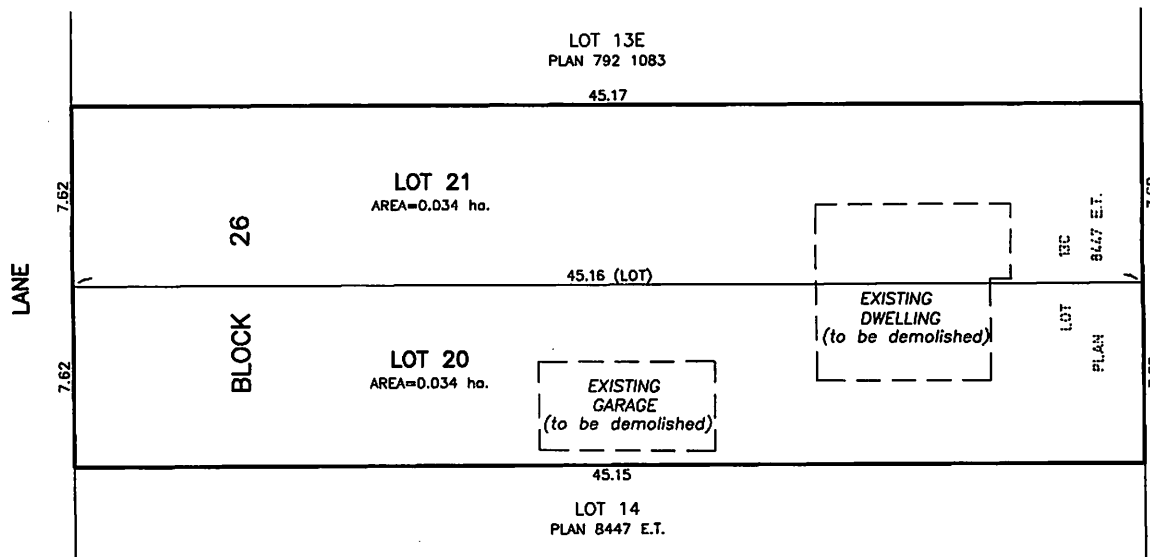 LOT 13E
PLAN 792 1083
45.17
LOT 21
AREA=0.034 ha.
7.62
BLOCK 26
LANE
45.16 (LOT)
LOT 13C
PLAN 8447 E.T.
EXISTING
DWELLING
(to be demolished)
LOT 20
AREA=0.034 ha.
7.62
EXISTING
GARAGE
(to be demolished)
45.15
LOT 14
PLAN 8447 E.T.